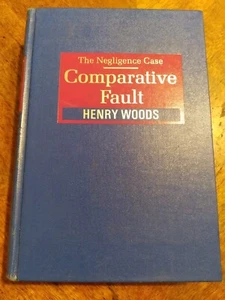 The Negligence Case
Comparative
Fault
HENRY WOODS